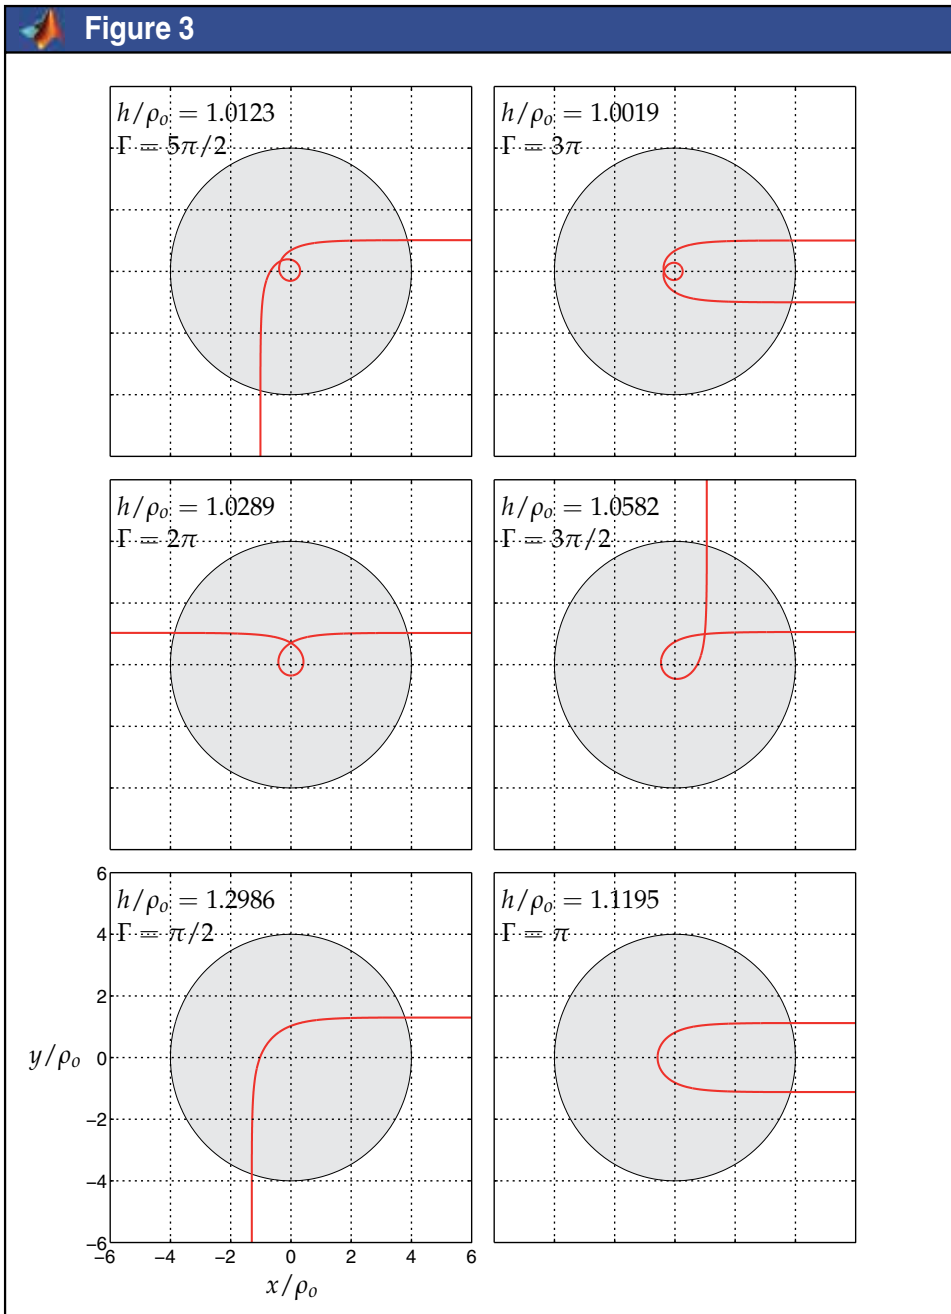 Figure 3
h/ρₒ = 1.0123
Γ = 5π/2
h/ρₒ = 1.0019
Γ = 3π
h/ρₒ = 1.0289
Γ = 2π
h/ρₒ = 1.0582
Γ = 3π/2
h/ρₒ = 1.2986
Γ = π/2
h/ρₒ = 1.1195
Γ = π
6
4
2
0
−2
−4
−6
y/ρₒ
−6 −4 −2 0 2 4 6
x/ρₒ